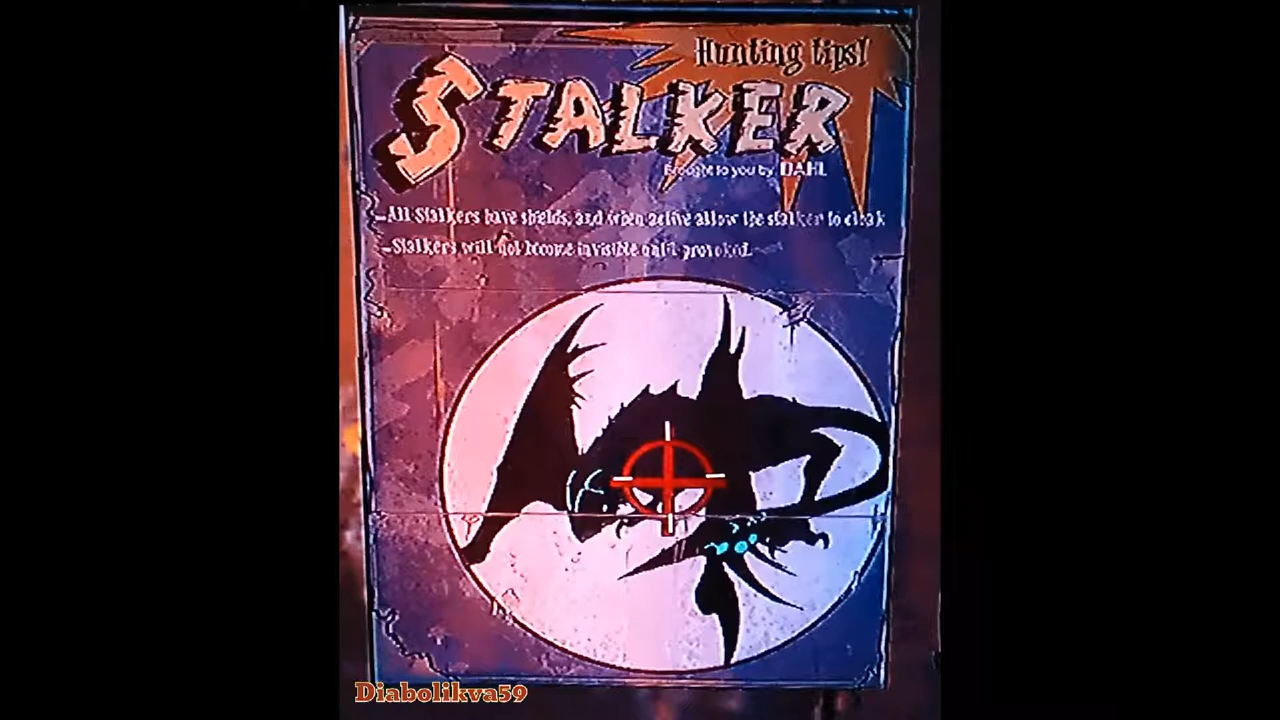 Hunting tips!
STALKER
Brought to you by DAHL
-All Stalkers have shields, and when active allow the stalker to cloak
-Stalkers will not become invisible until provoked.
Diabolikva59